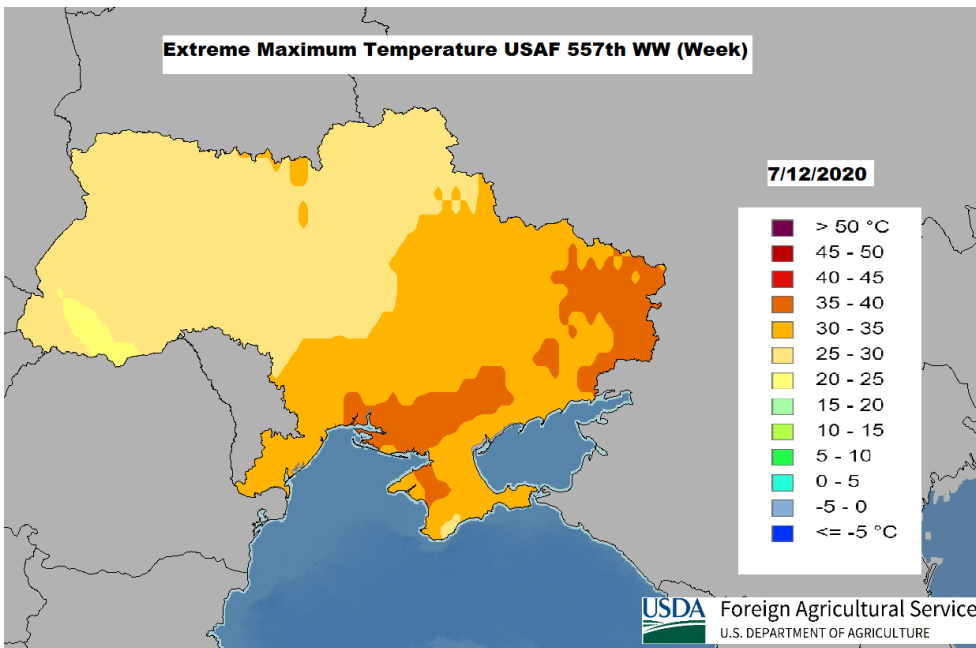 Extreme Maximum Temperature USAF 557th WW (Week)
7/12/2020
> 50 °C
45 - 50
40 - 45
35 - 40
30 - 35
25 - 30
20 - 25
15 - 20
10 - 15
5 - 10
0 - 5
-5 - 0
<= -5 °C
USDA Foreign Agricultural Service
U.S. DEPARTMENT OF AGRICULTURE